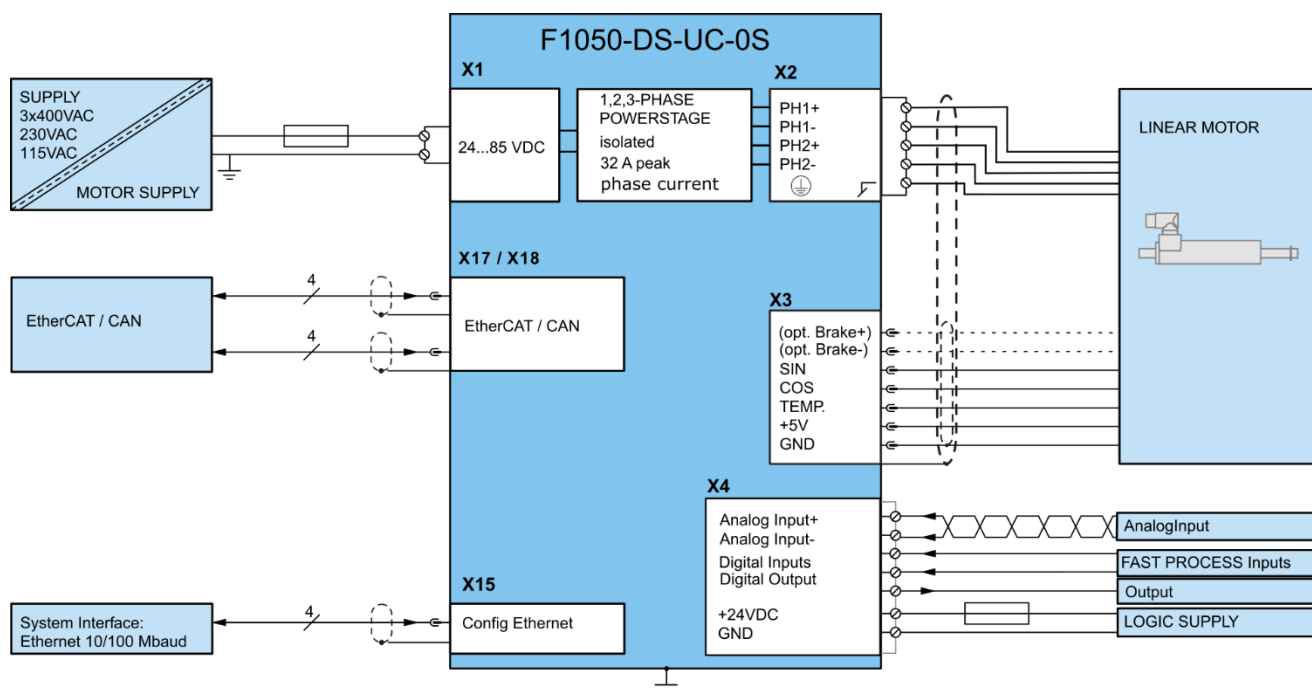 F1050-DS-UC-0S
X1
X2
SUPPLY
3x400VAC
230VAC
115VAC
MOTOR SUPPLY
24...85 VDC
1,2,3-PHASE
POWERSTAGE
isolated
32 A peak
phase current
PH1+
PH1-
PH2+
PH2-
LINEAR MOTOR
X17 / X18
EtherCAT / CAN
4
4
EtherCAT / CAN
X3
(opt. Brake+)
(opt. Brake-)
SIN
COS
TEMP.
+5V
GND
X4
Analog Input+
Analog Input-
Digital Inputs
Digital Output
+24VDC
GND
AnalogInput
FAST PROCESS Inputs
Output
LOGIC SUPPLY
X15
System Interface:
Ethernet 10/100 Mbaud
4
Config Ethernet